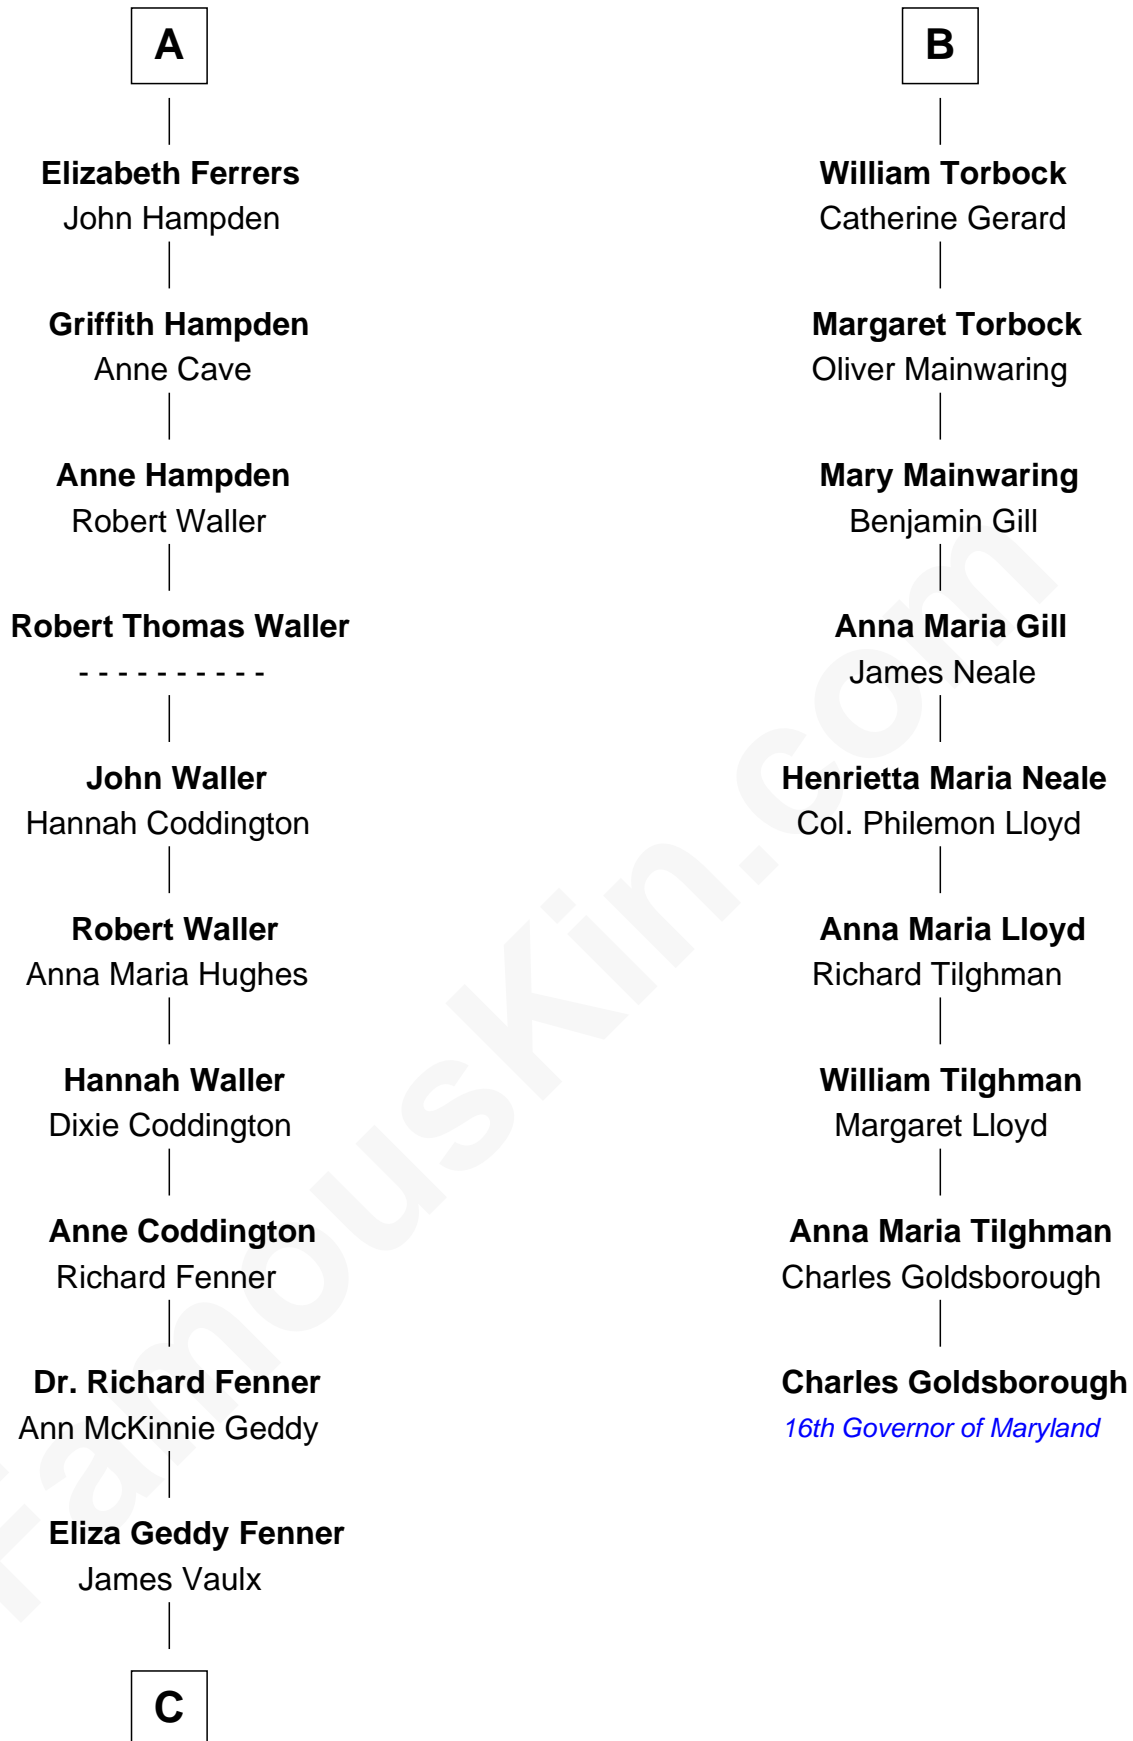 A
Elizabeth Ferrers
John Hampden
Griffith Hampden
Anne Cave
Anne Hampden
Robert Waller
Robert Thomas Waller
- - - - - - - - - -
John Waller
Hannah Coddington
Robert Waller
Anna Maria Hughes
Hannah Waller
Dixie Coddington
Anne Coddington
Richard Fenner
Dr. Richard Fenner
Ann McKinnie Geddy
Eliza Geddy Fenner
James Vaulx
C
B
William Torbock
Catherine Gerard
Margaret Torbock
Oliver Mainwaring
Mary Mainwaring
Benjamin Gill
Anna Maria Gill
James Neale
Henrietta Maria Neale
Col. Philemon Lloyd
Anna Maria Lloyd
Richard Tilghman
William Tilghman
Margaret Lloyd
Anna Maria Tilghman
Charles Goldsborough
Charles Goldsborough
16th Governor of Maryland
FamousKin.com